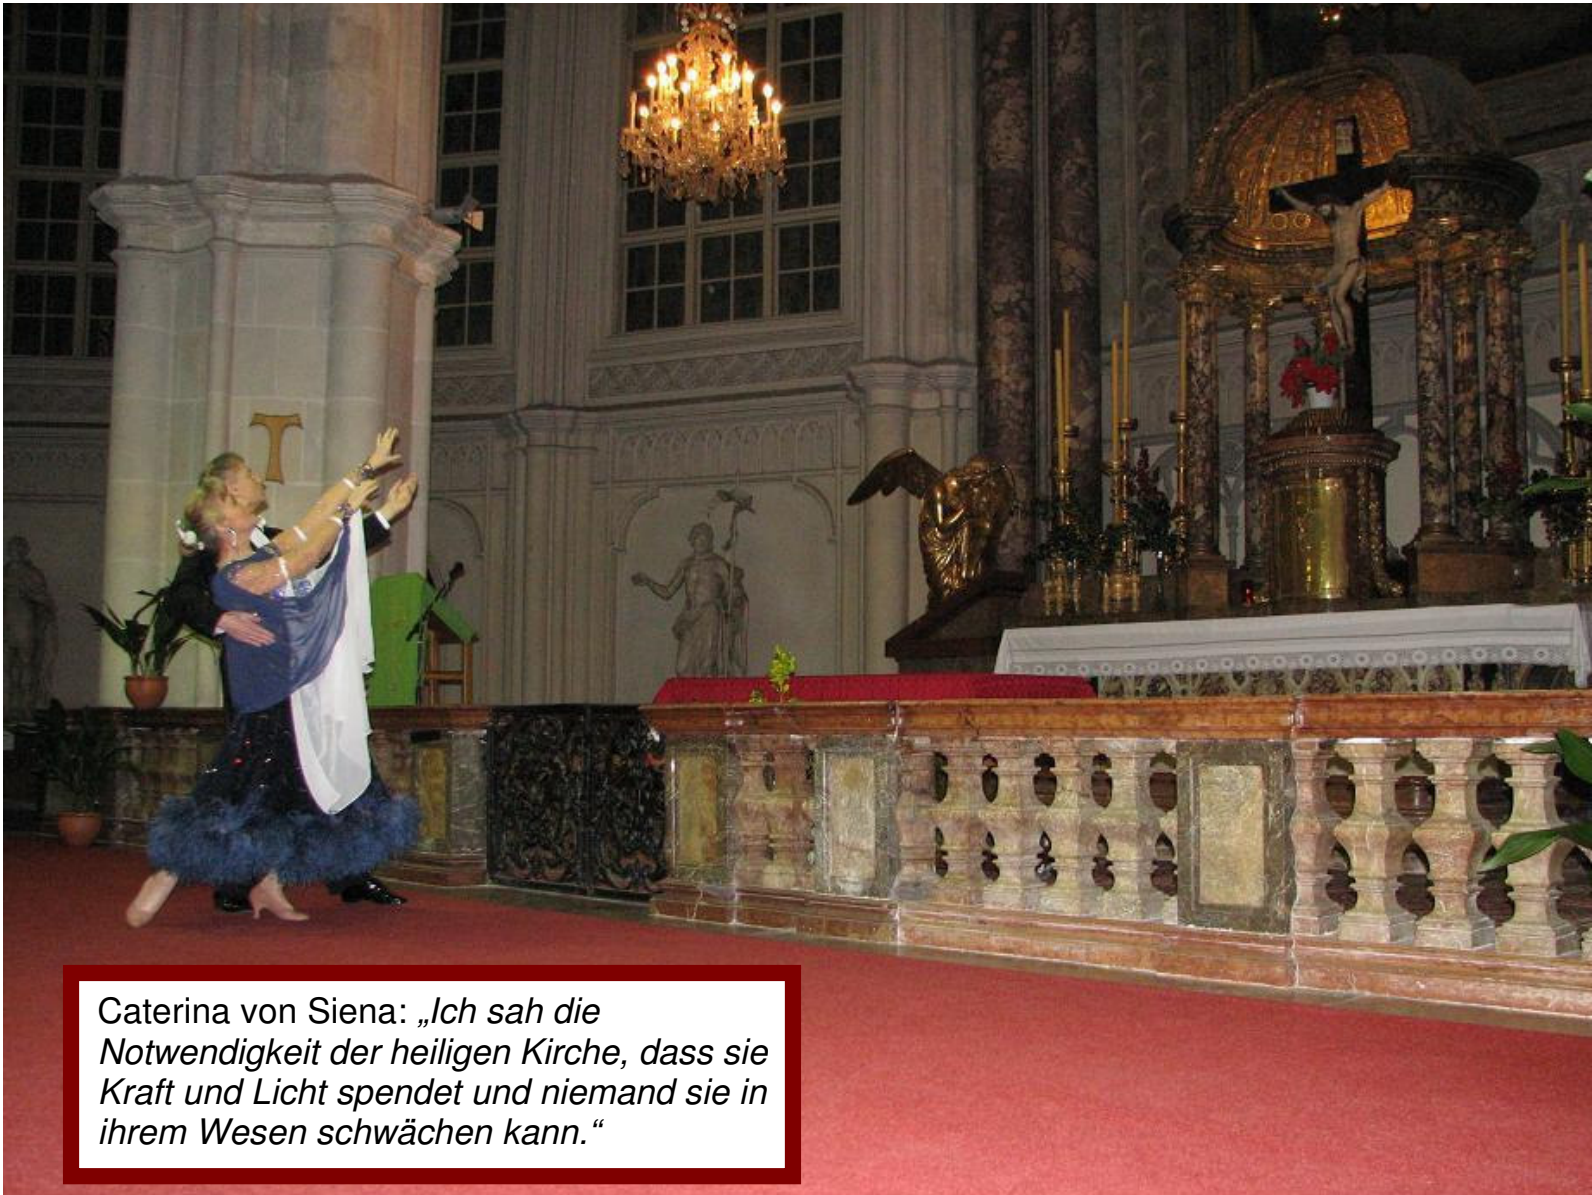 Caterina von Siena: „Ich sah die
Notwendigkeit der heiligen Kirche, dass sie
Kraft und Licht spendet und niemand sie in
ihrem Wesen schwächen kann.“